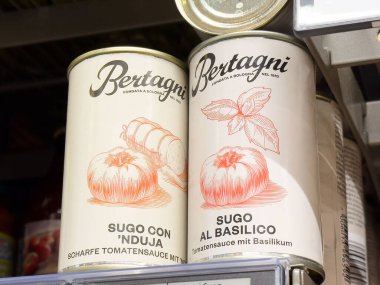 Bertagni
FONDATA A BOLOGNA NEL 1882
SUGO CON
'NDUJA
SCHARFE TOMATENSAUCE MIT
Bertagni
FONDATA A BOLOGNA NEL 1882
SUGO
AL BASILICO
Tomatensauce mit Basilikum